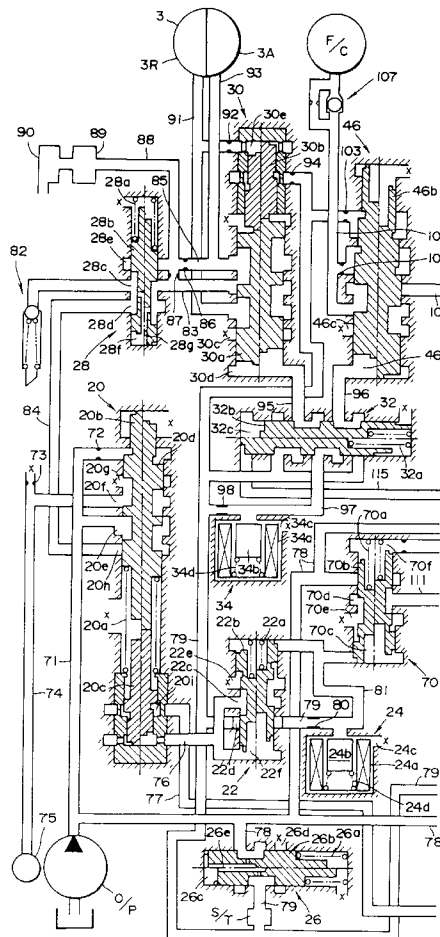 3
3R
3A
F/C
93
30
107
91
92
30e
46
90
89
88
30b
94
103
46b
28a
85
28b
28e
82
28c
87
83
86
46c
28d
28f
28g
30c
30a
28
30d
46
20
84
95
96
32
20b
32b
32c
72
20d
73
20g
32a
20f
115
98
97
34c
34a
78
70a
20e
20h
34d
34b
70b
70f
111
70d
70e
34
20a
79
22b
22a
70c
71
22e
70
74
22c
20c
20i
79
81
80
24
24b
24c
76
24a
22d
22f
79
77
22
24d
75
78
26e
26d
26b
26a
78
O/P
26c
S/T
79
26